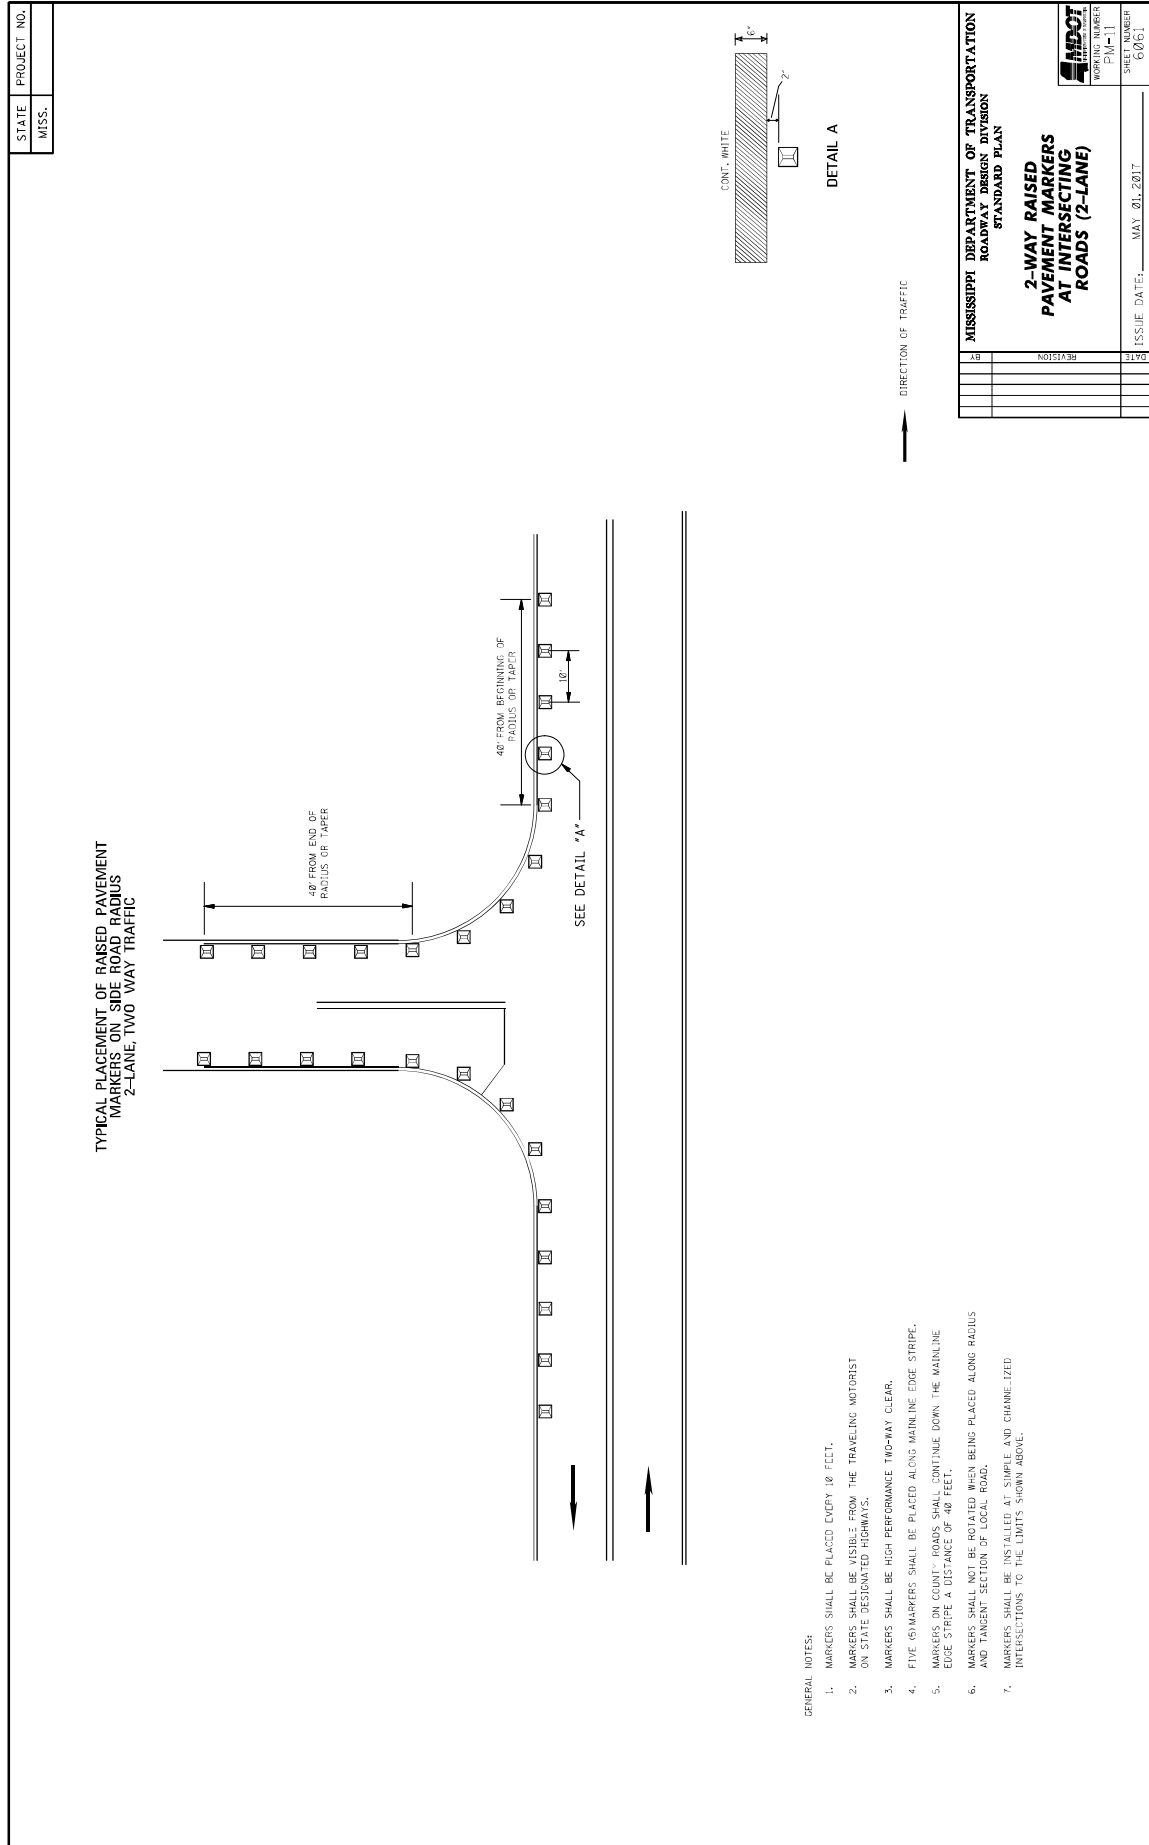 STATE PROJECT NO.
MISS.
TYPICAL PLACEMENT OF RAISED PAVEMENT
MARKERS ON SIDE ROAD RADIUS
2-LANE, TWO WAY TRAFFIC
40' FROM END OF
RADIUS OR TAPER
40' FROM BEGINNING OF
RADIUS OR TAPER
10'
SEE DETAIL "A"
CONT. WHITE
6"
2"
DETAIL A
DIRECTION OF TRAFFIC
GENERAL NOTES:
1. MARKERS SHALL BE PLACED EVERY 10 FEET.
2. MARKERS SHALL BE VISIBLE FROM THE TRAVELING MOTORIST
ON STATE DESIGNATED HIGHWAYS.
3. MARKERS SHALL BE HIGH PERFORMANCE TWO-WAY CLEAR.
4. FIVE (5) MARKERS SHALL BE PLACED ALONG MAINLINE EDGE STRIPE.
5. MARKERS ON COUNTY ROADS SHALL CONTINUE DOWN THE MAINLINE
EDGE STRIPE A DISTANCE OF 40 FEET.
6. MARKERS SHALL NOT BE ROTATED WHEN BEING PLACED ALONG RADIUS
AND TANGENT SECTION OF LOCAL ROAD.
7. MARKERS SHALL BE INSTALLED AT SIMPLE AND CHANNELIZED
INTERSECTIONS TO THE LIMITS SHOWN ABOVE.
BY
REVISION
DATE
MISSISSIPPI DEPARTMENT OF TRANSPORTATION
ROADWAY DESIGN DIVISION
STANDARD PLAN
2-WAY RAISED
PAVEMENT MARKERS
AT INTERSECTING
ROADS (2-LANE)
ISSUE DATE: MAY 01, 2017
MDOT
WORKING NUMBER
PM-11
SHEET NUMBER
6061